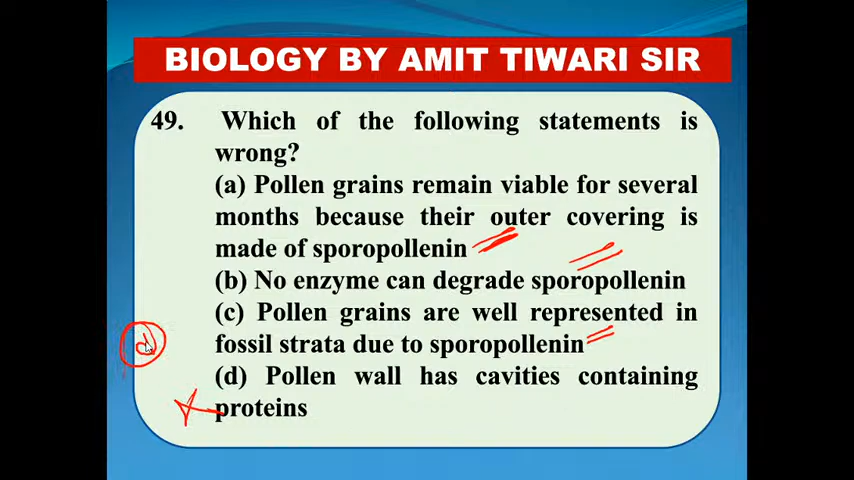 BIOLOGY BY AMIT TIWARI SIR
49. Which of the following statements is
wrong?
(a) Pollen grains remain viable for several
months because their outer covering is
made of sporopollenin
(b) No enzyme can degrade sporopollenin
(c) Pollen grains are well represented in
fossil strata due to sporopollenin
d
(d) Pollen wall has cavities containing
proteins